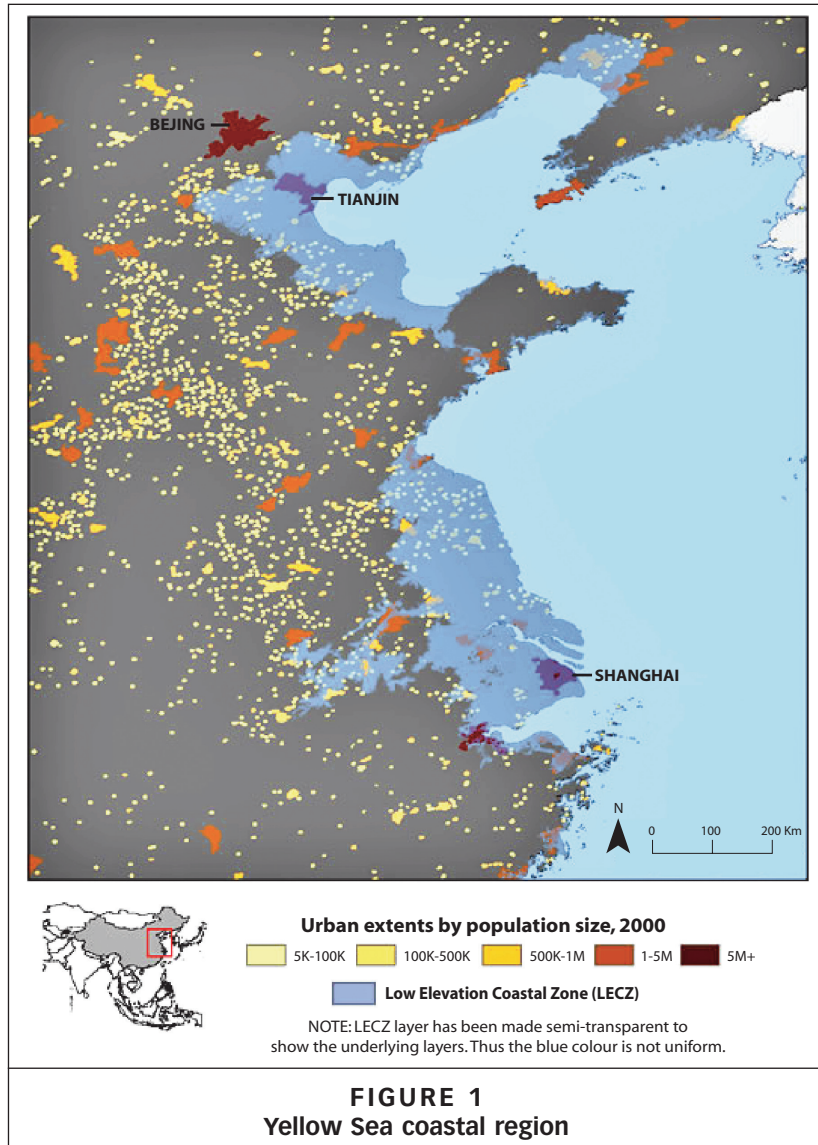 BEJING
TIANJIN
SHANGHAI
N
0 100 200 Km
Urban extents by population size, 2000
5K-100K 100K-500K 500K-1M 1-5M 5M+
Low Elevation Coastal Zone (LECZ)
NOTE: LECZ layer has been made semi-transparent to
show the underlying layers. Thus the blue colour is not uniform.
FIGURE 1
Yellow Sea coastal region